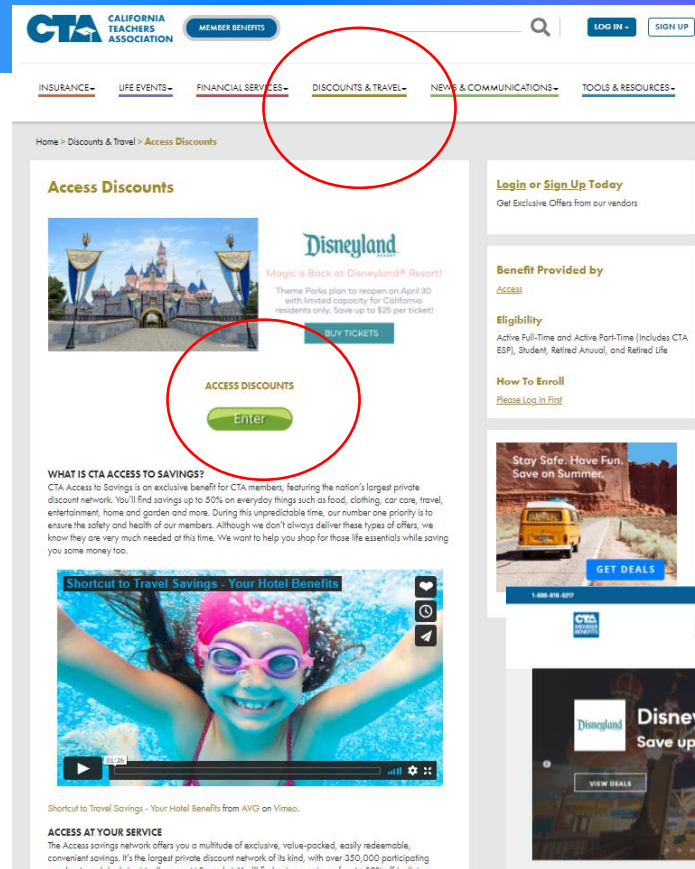 CTA CALIFORNIA
TEACHERS
ASSOCIATION
MEMBER BENEFITS
LOG IN
SIGN UP
INSURANCE
LIFE EVENTS
FINANCIAL SERVICES
DISCOUNTS & TRAVEL
NEWS & COMMUNICATIONS
TOOLS & RESOURCES
Home > Discounts & Travel > Access Discounts
Access Discounts
Disneyland
RESORT
Magic is Back at Disneyland® Resort!
Theme Parks plan to reopen on April 30
with limited capacity for California
residents only. Save up to $25 per ticket!
BUY TICKETS
ACCESS DISCOUNTS
Enter
WHAT IS CTA ACCESS TO SAVINGS?
CTA Access to Savings is an exclusive benefit for CTA members, featuring the nation's largest private
discount network. You'll find savings up to 50% on everyday things such as food, clothing, car care, travel,
entertainment, home and garden and more. During this unpredictable time, our number one priority is to
ensure the safety and health of our members. Although we don't always deliver these types of offers, we
know they are very much needed at this time. We want to help you shop for those life essentials while saving
you some money too.
Shortcut to Travel Savings - Your Hotel Benefits
01:26
Shortcut to Travel Savings - Your Hotel Benefits from AVG on Vimeo.
ACCESS AT YOUR SERVICE
The Access savings network offers you a multitude of exclusive, value-packed, easily redeemable,
convenient savings. It's the largest private discount network of its kind, with over 350,000 participating
Login or Sign Up Today
Get Exclusive Offers from our vendors
Benefit Provided by
Access
Eligibility
Active Full-Time and Active Part-Time (Includes CTA
ESP), Student, Retired Anuual, and Retired Life
How To Enroll
Please Log In First
Stay Safe. Have Fun.
Save on Summer.
GET DEALS
1-888-818-5217
CTA
MEMBER
BENEFITS
Disneyland
Disne
Save up
VIEW DEALS